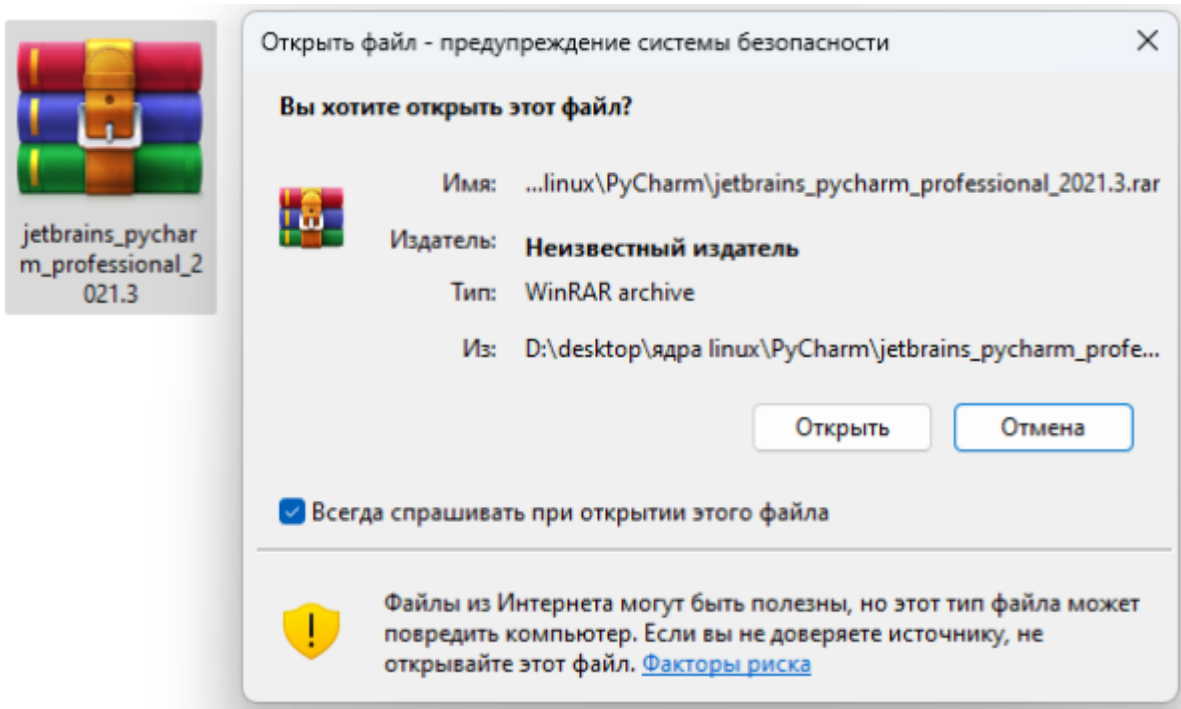 jetbrains_pychar
m_professional_2
021.3
Открыть файл - предупреждение системы безопасности
Вы хотите открыть этот файл?
Имя: ...linux\PyCharm\jetbrains_pycharm_professional_2021.3.rar
Издатель: Неизвестный издатель
Тип: WinRAR archive
Из: D:\desktop\ядра linux\PyCharm\jetbrains_pycharm_profe...
Открыть Отмена
Всегда спрашивать при открытии этого файла
Файлы из Интернета могут быть полезны, но этот тип файла может
повредить компьютер. Если вы не доверяете источнику, не
открывайте этот файл. Факторы риска